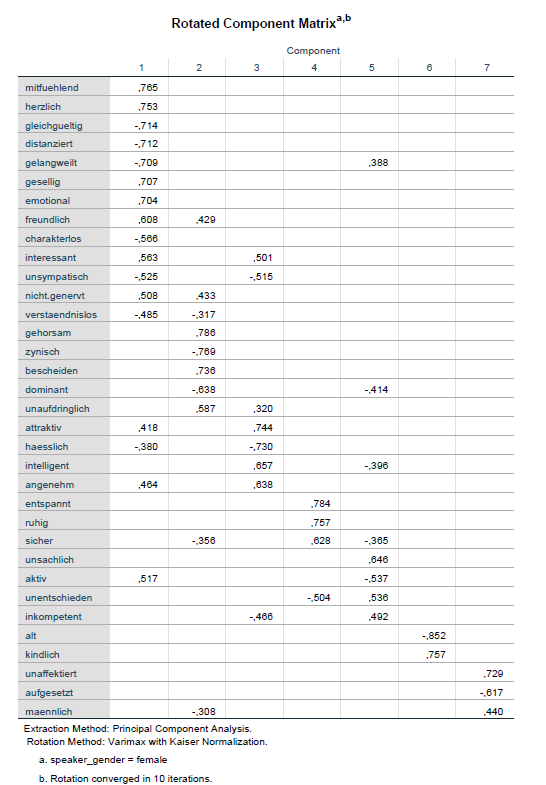 Rotated Component Matrixa,b
Component
1 2 3 4 5 6 7
mitfuehlend ,765
herzlich ,753
gleichgueltig -,714
distanziert -,712
gelangweilt -,709 ,388
gesellig ,707
emotional ,704
freundlich ,608 ,429
charakterlos -,566
interessant ,563 ,501
unsympatisch -,525 -,515
nicht.genervt ,508 ,433
verstaendnislos -,485 -,317
gehorsam ,786
zynisch -,769
bescheiden ,736
dominant -,638 -,414
unaufdringlich ,587 ,320
attraktiv ,418 ,744
haesslich -,380 -,730
intelligent ,657 -,396
angenehm ,464 ,638
entspannt ,784
ruhig ,757
sicher -,356 ,628 -,365
unsachlich ,646
aktiv ,517 -,537
unentschieden -,504 ,536
inkompetent -,466 ,492
alt -,852
kindlich ,757
unaffektiert ,729
aufgesetzt -,617
maennlich -,308 ,440
Extraction Method: Principal Component Analysis.
Rotation Method: Varimax with Kaiser Normalization.
a. speaker_gender = female
b. Rotation converged in 10 iterations.